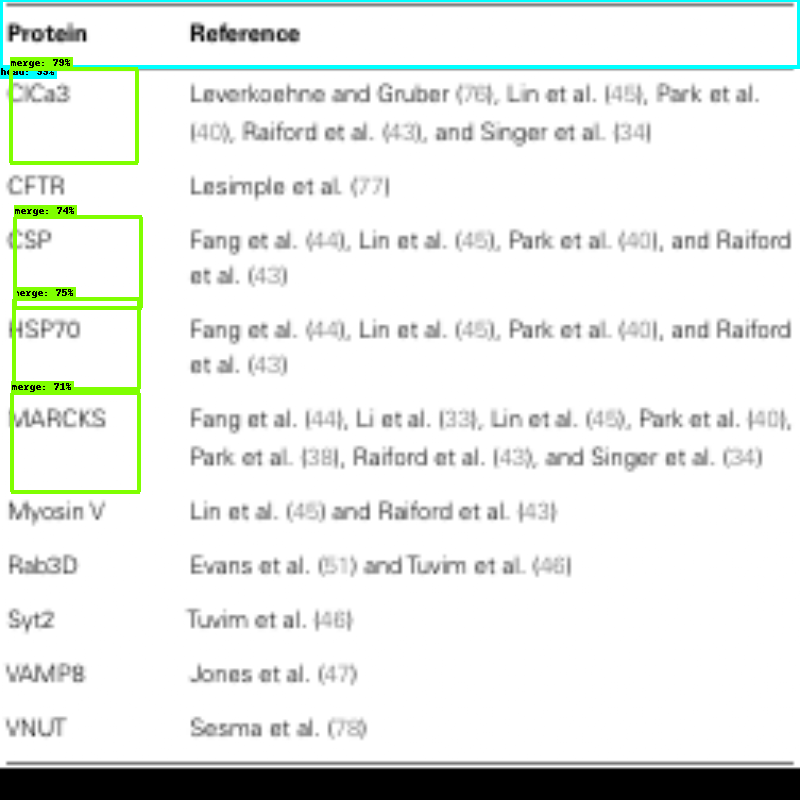 Protein Reference
merge: 79%
head: 99%
ClCa3 Leverkoehne and Gruber (76), Lin et al. (45), Park et al.
(40), Raiford et al. (43), and Singer et al. (34)
CFTR Lesimple et al. (77)
merge: 74%
CSP Fang et al. (44), Lin et al. (45), Park et al. (40), and Raiford
et al. (43)
merge: 75%
HSP70 Fang et al. (44), Lin et al. (45), Park et al. (40), and Raiford
et al. (43)
merge: 71%
MARCKS Fang et al. (44), Li et al. (33), Lin et al. (45), Park et al. (40),
Park et al. (38), Raiford et al. (43), and Singer et al. (34)
Myosin V Lin et al. (45) and Raiford et al. (43)
Rab3D Evans et al. (51) and Tuvim et al. (46)
Syt2 Tuvim et al. (46)
VAMP8 Jones et al. (47)
VNUT Sesma et al. (78)